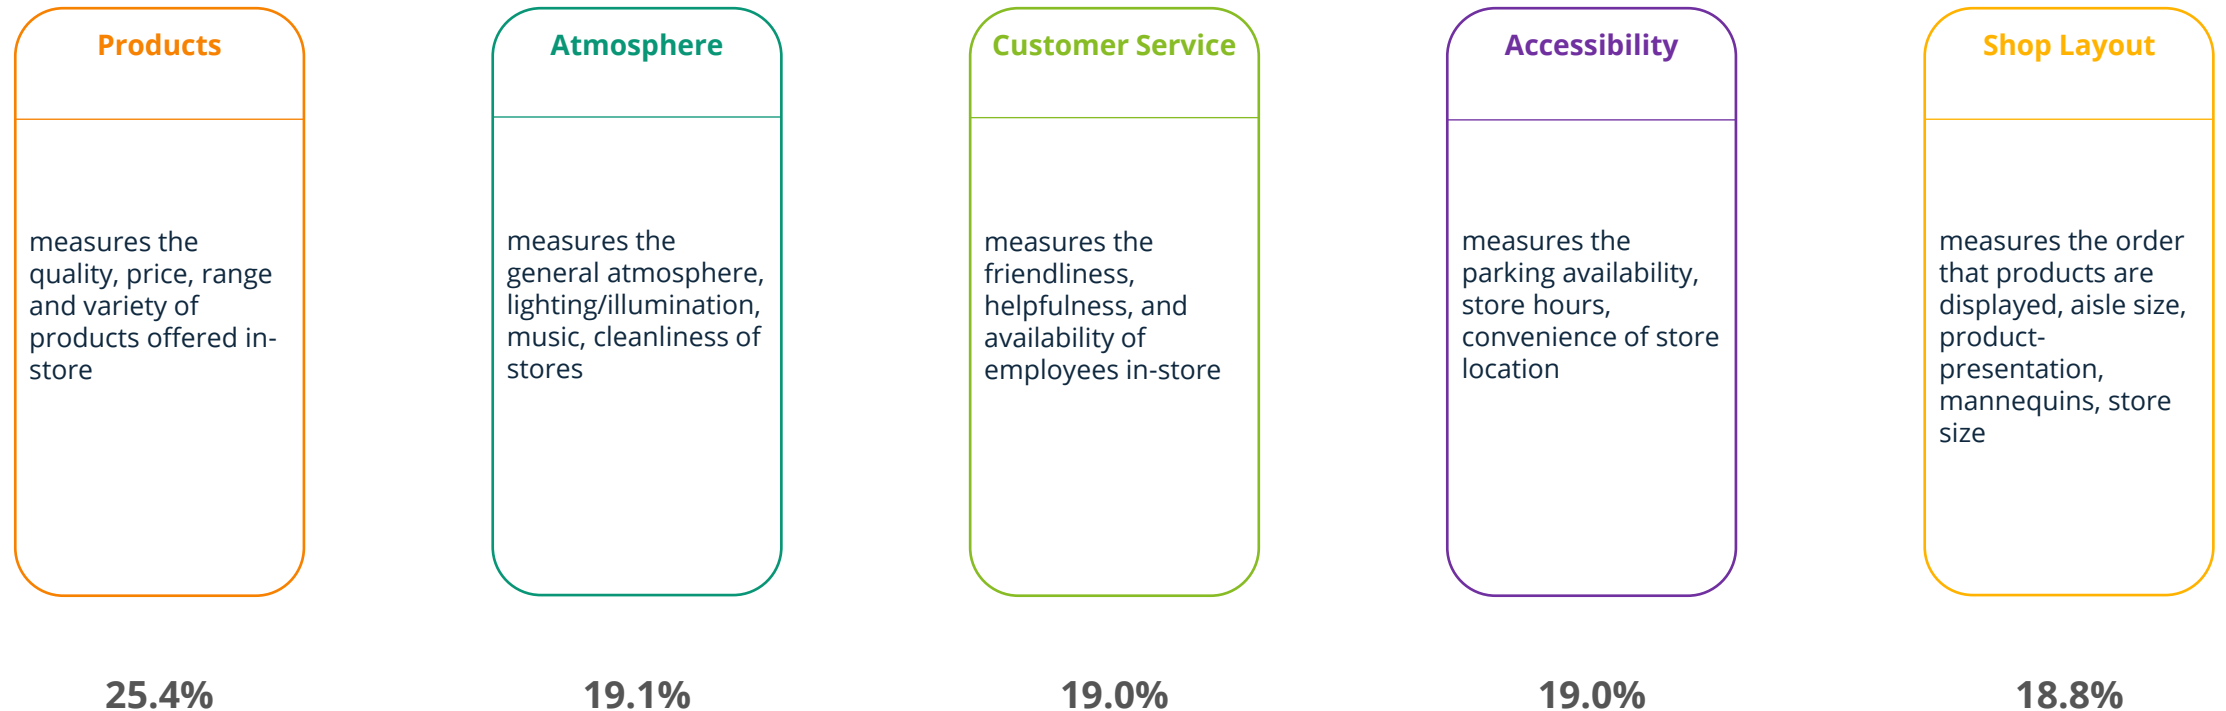 Products
measures the
quality, price, range
and variety of
products offered in-
store
25.4%
Atmosphere
measures the
general atmosphere,
lighting/illumination,
music, cleanliness of
stores
19.1%
Customer Service
measures the
friendliness,
helpfulness, and
availability of
employees in-store
19.0%
Accessibility
measures the
parking availability,
store hours,
convenience of store
location
19.0%
Shop Layout
measures the order
that products are
displayed, aisle size,
product-
presentation,
mannequins, store
size
18.8%